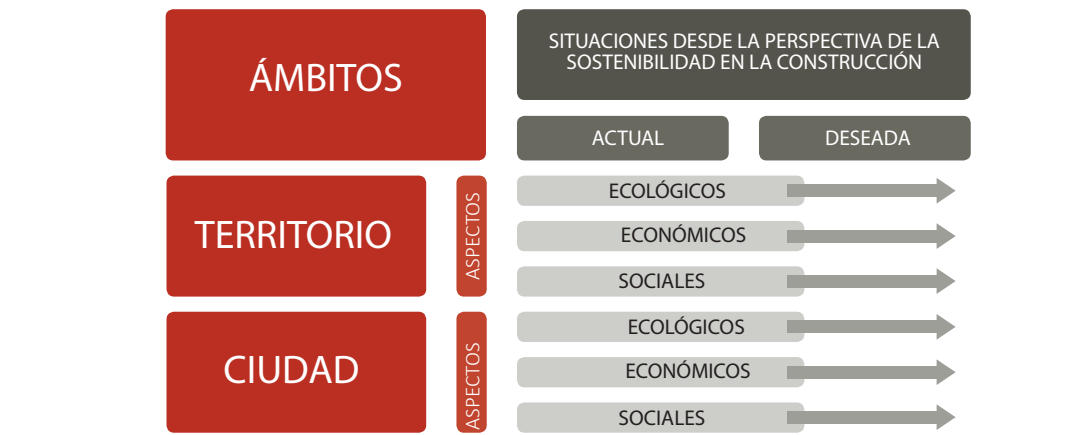 ÁMBITOS
SITUACIONES DESDE LA PERSPECTIVA DE LA
SOSTENIBILIDAD EN LA CONSTRUCCIÓN
ACTUAL
DESEADA
TERRITORIO
ASPECTOS
ECOLÓGICOS
ECONÓMICOS
SOCIALES
CIUDAD
ASPECTOS
ECOLÓGICOS
ECONÓMICOS
SOCIALES